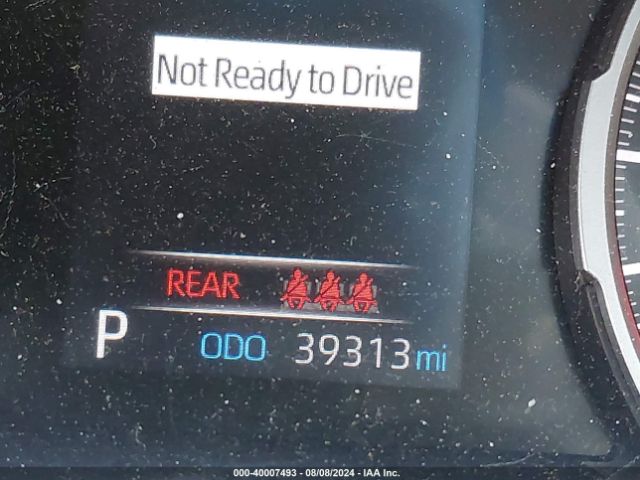 Not Ready to Drive
REAR
P ODO 39313 mi
000-40007493 - 08/08/2024 - IAA Inc.